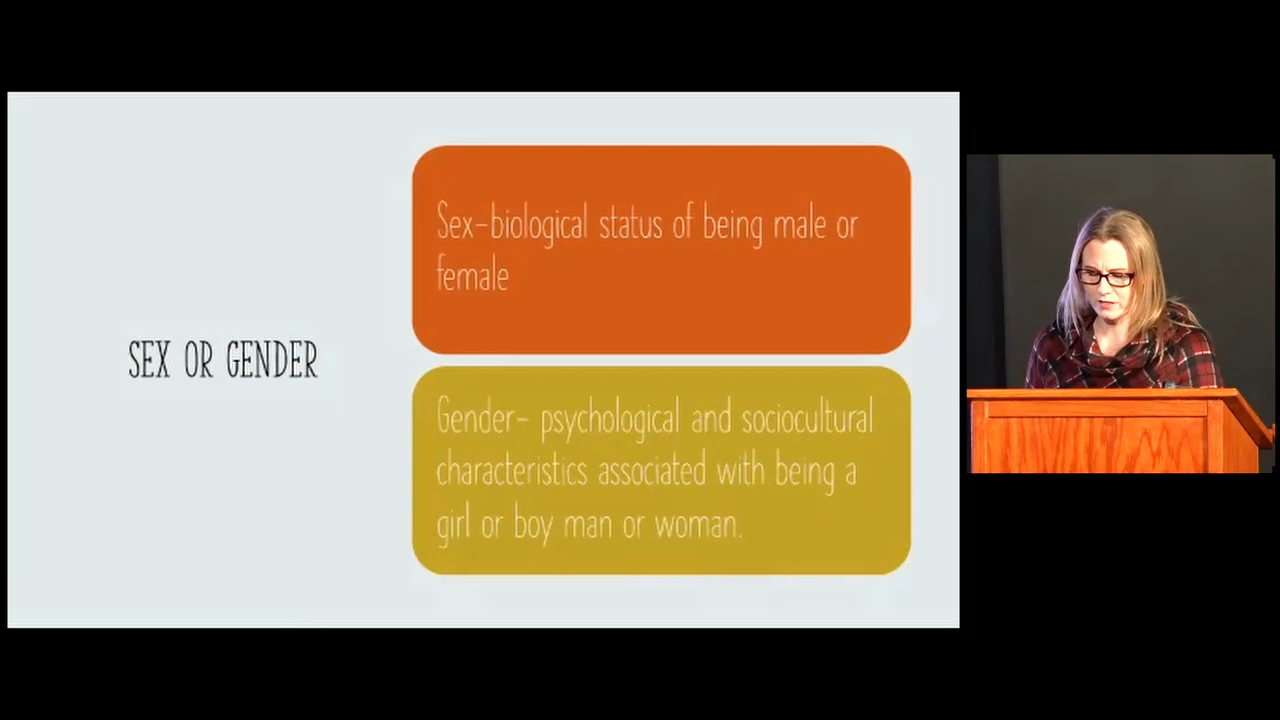 SEX OR GENDER
Sex-biological status of being male or
female
Gender- psychological and sociocultural
characteristics associated with being a
girl or boy man or woman.